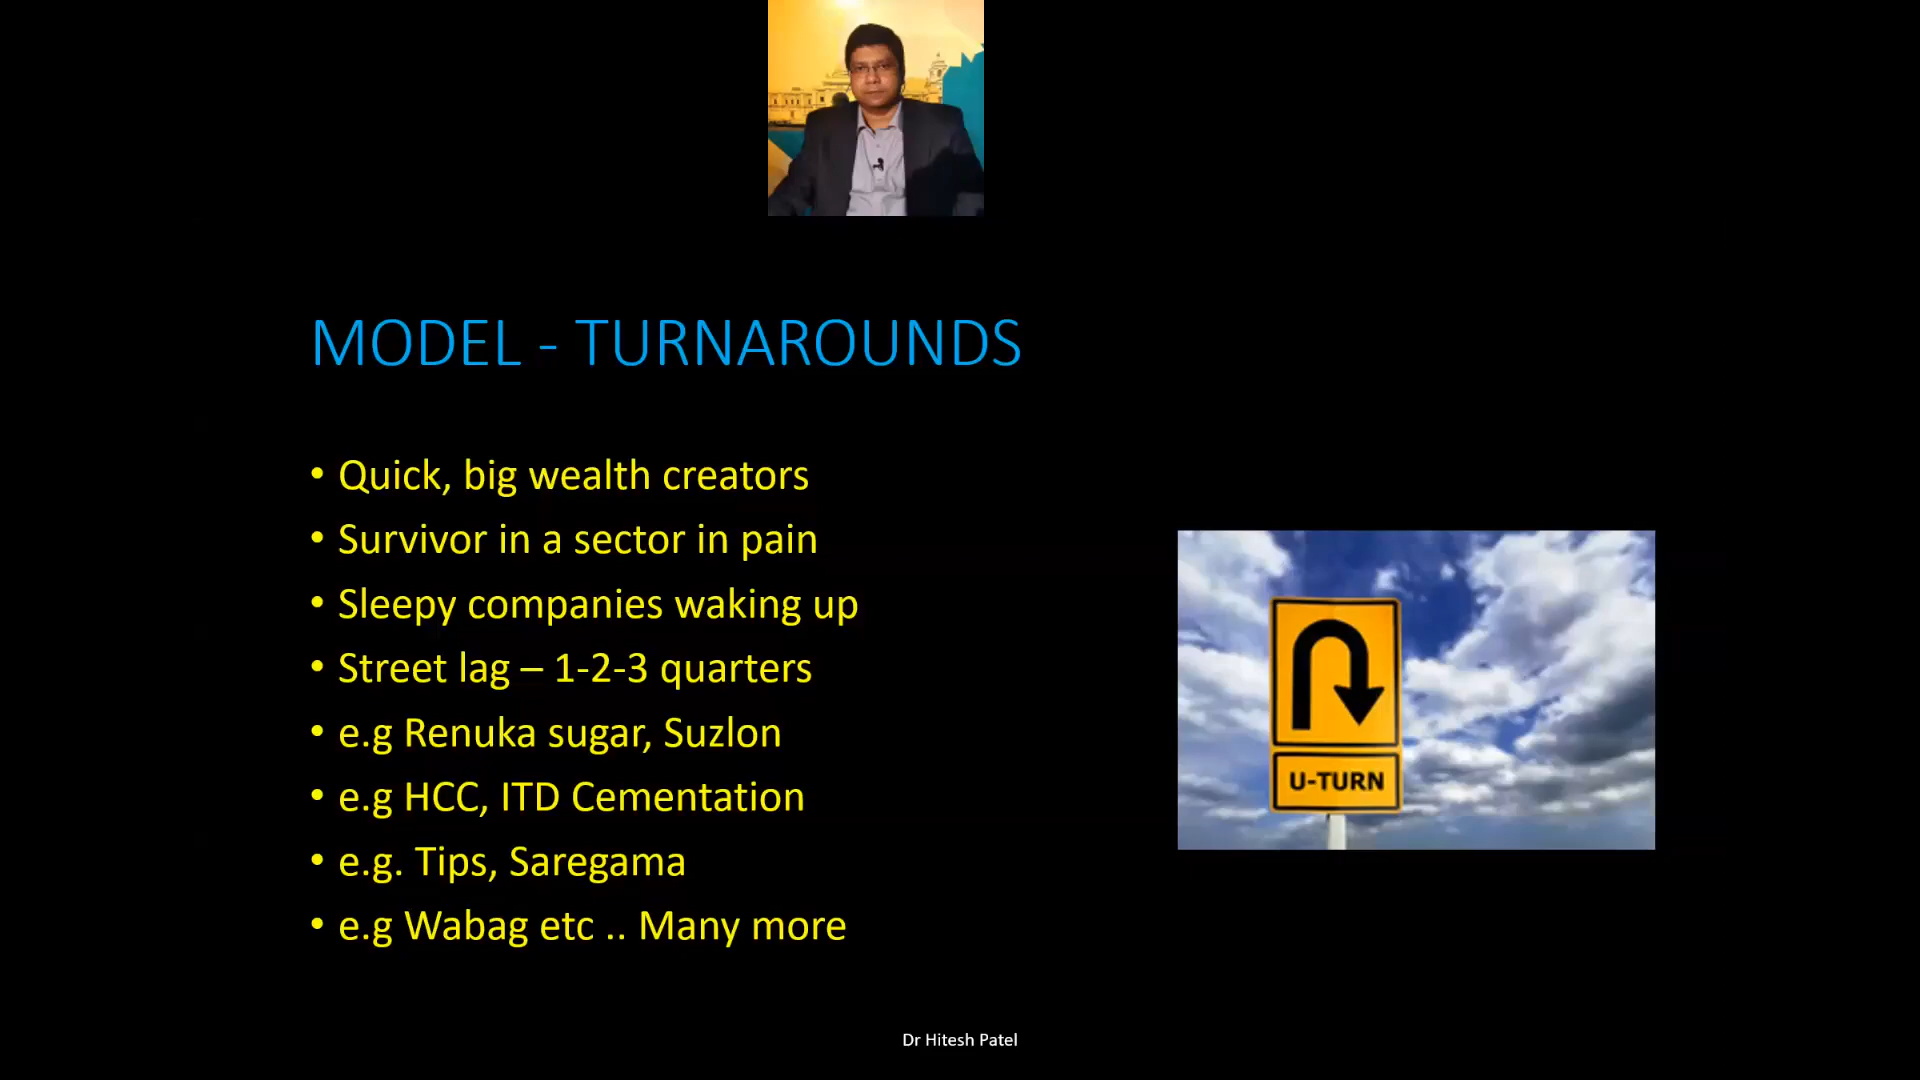 MODEL - TURNAROUNDS
• Quick, big wealth creators
• Survivor in a sector in pain
• Sleepy companies waking up
• Street lag – 1-2-3 quarters
• e.g Renuka sugar, Suzlon
• e.g HCC, ITD Cementation
• e.g. Tips, Saregama
• e.g Wabag etc .. Many more
U-TURN
Dr Hitesh Patel